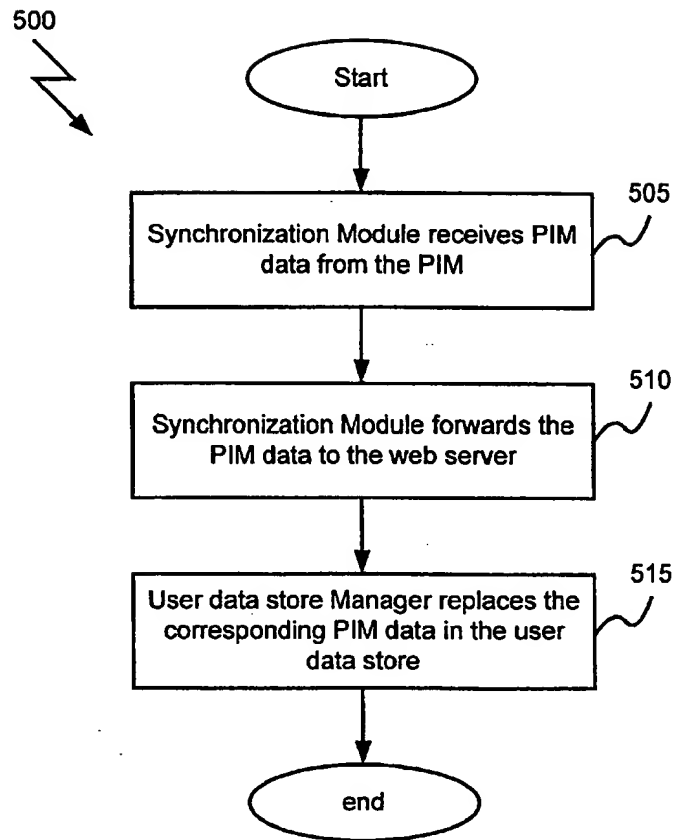 500
Start
505
Synchronization Module receives PIM
data from the PIM
510
Synchronization Module forwards the
PIM data to the web server
515
User data store Manager replaces the
corresponding PIM data in the user
data store
end